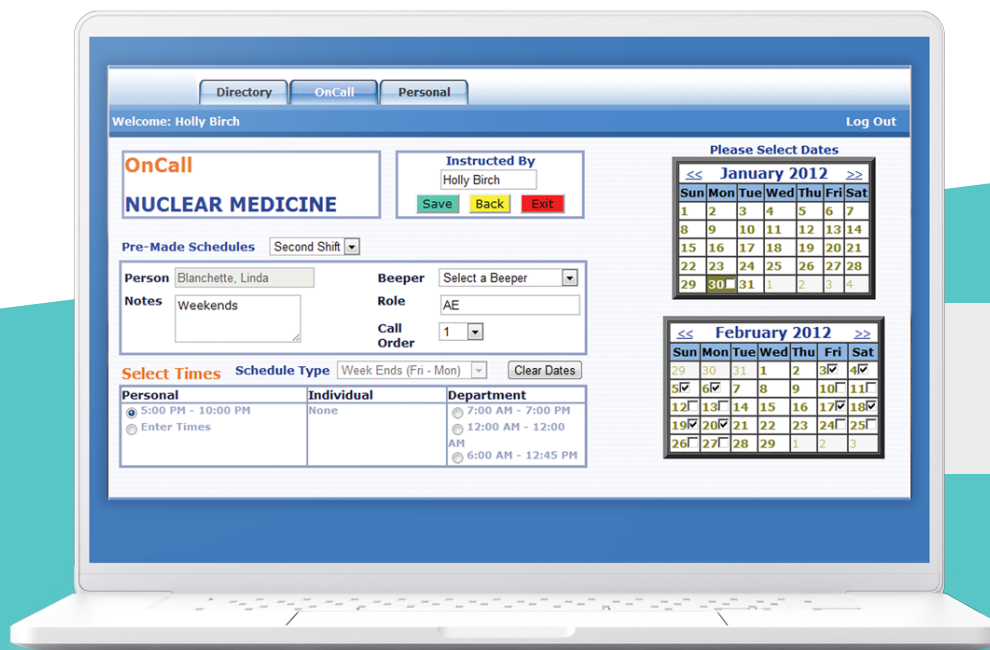 Directory OnCall Personal
Welcome: Holly Birch Log Out
OnCall
NUCLEAR MEDICINE
Instructed By
Holly Birch
Save Back Exit
Pre-Made Schedules Second Shift
Person Blanchette, Linda Beeper Select a Beeper
Notes Weekends Role AE
Call
Order 1
Select Times Schedule Type Week Ends (Fri - Mon) Clear Dates
Personal Individual Department
5:00 PM - 10:00 PM None 7:00 AM - 7:00 PM
Enter Times 12:00 AM - 12:00
AM
6:00 AM - 12:45 PM
Please Select Dates
<< January 2012 >>
Sun Mon Tue Wed Thu Fri Sat
1 2 3 4 5 6 7
8 9 10 11 12 13 14
15 16 17 18 19 20 21
22 23 24 25 26 27 28
29 30 31 1 2 3 4
<< February 2012 >>
Sun Mon Tue Wed Thu Fri Sat
29 30 31 1 2 3 4
5 6 7 8 9 10 11
12 13 14 15 16 17 18
19 20 21 22 23 24 25
26 27 28 29 1 2 3